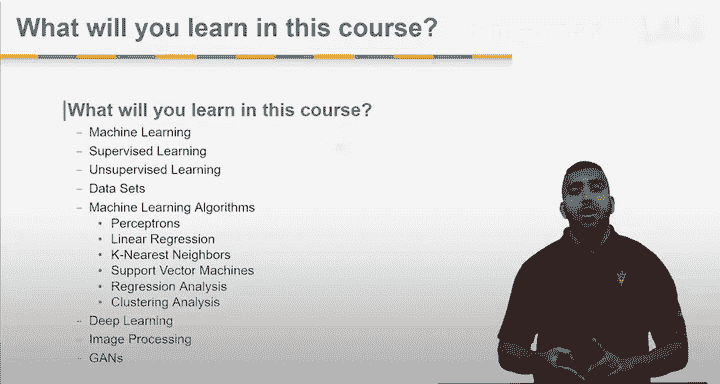 What will you learn in this course?
What will you learn in this course?
– Machine Learning
– Supervised Learning
– Unsupervised Learning
– Data Sets
– Machine Learning Algorithms
• Perceptrons
• Linear Regression
• K-Nearest Neighbors
• Support Vector Machines
• Regression Analysis
• Clustering Analysis
– Deep Learning
– Image Processing
– GANs